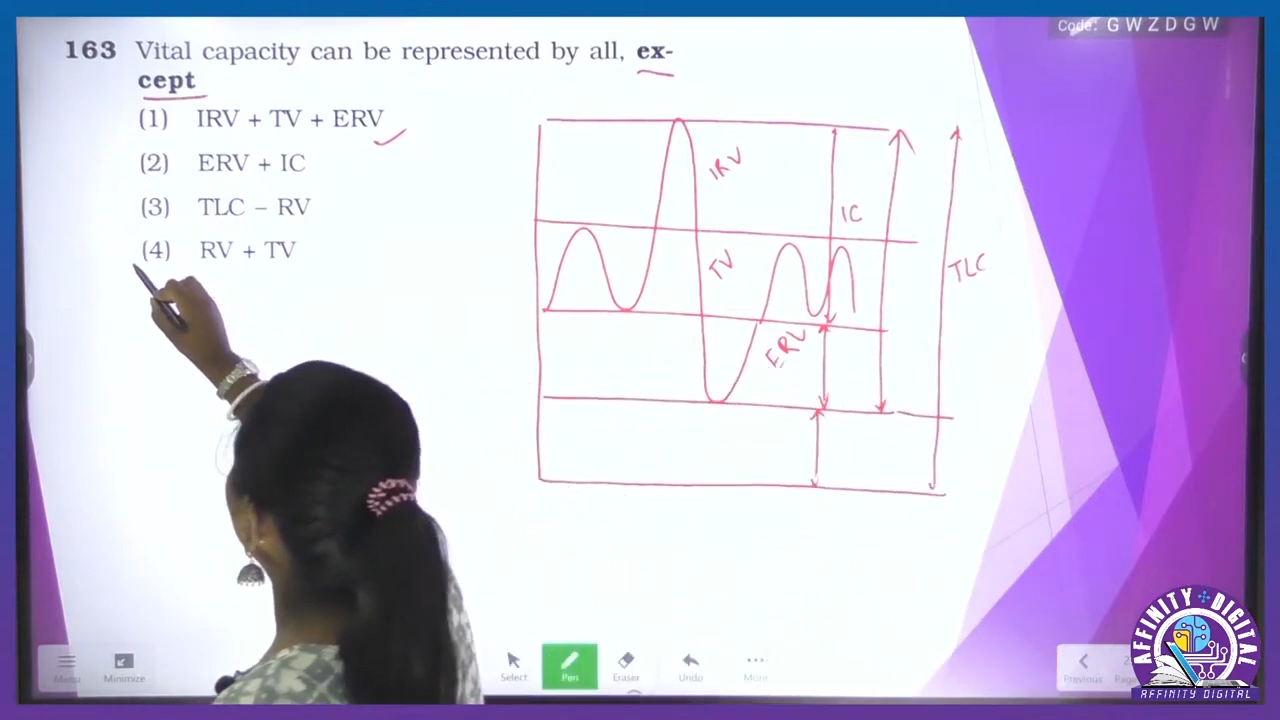 Code: G W Z D G W
163 Vital capacity can be represented by all, ex-
cept
(1) IRV + TV + ERV
(2) ERV + IC
(3) TLC – RV
(4) RV + TV
IRV
IC
TV
TLC
ERV
Menu
Minimize
Select
Pen
Eraser
Undo
More
Previous
AFFINITY DIGITAL
AFFINITY DIGITAL